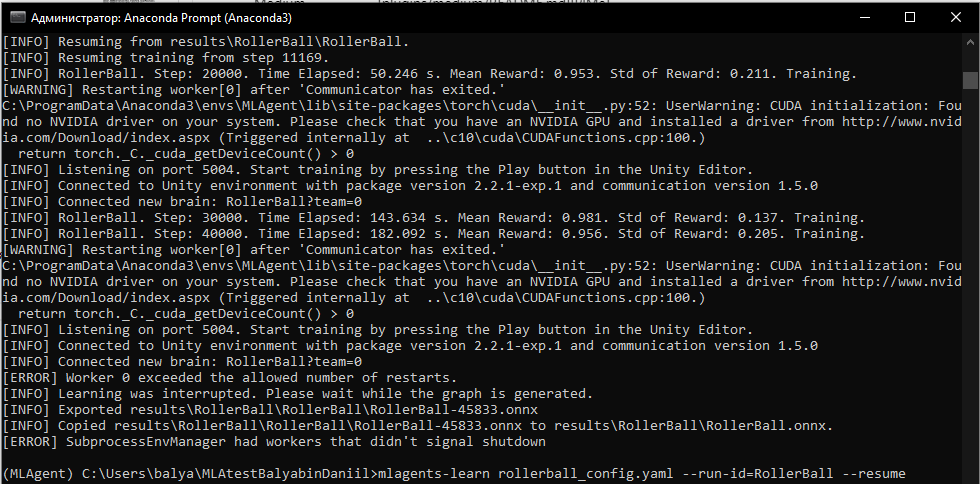 Администратор: Anaconda Prompt (Anaconda3)
[INFO] Resuming from results\RollerBall\RollerBall.
[INFO] Resuming training from step 11169.
[INFO] RollerBall. Step: 20000. Time Elapsed: 50.246 s. Mean Reward: 0.953. Std of Reward: 0.211. Training.
[WARNING] Restarting worker[0] after 'Communicator has exited.'
C:\ProgramData\Anaconda3\envs\MLAgent\lib\site-packages\torch\cuda\__init__.py:52: UserWarning: CUDA initialization: Fou
nd no NVIDIA driver on your system. Please check that you have an NVIDIA GPU and installed a driver from http://www.nvid
ia.com/Download/index.aspx (Triggered internally at  ..\c10\cuda\CUDAFunctions.cpp:100.)
  return torch._C._cuda_getDeviceCount() > 0
[INFO] Listening on port 5004. Start training by pressing the Play button in the Unity Editor.
[INFO] Connected to Unity environment with package version 2.2.1-exp.1 and communication version 1.5.0
[INFO] Connected new brain: RollerBall?team=0
[INFO] RollerBall. Step: 30000. Time Elapsed: 143.634 s. Mean Reward: 0.981. Std of Reward: 0.137. Training.
[INFO] RollerBall. Step: 40000. Time Elapsed: 182.092 s. Mean Reward: 0.956. Std of Reward: 0.205. Training.
[WARNING] Restarting worker[0] after 'Communicator has exited.'
C:\ProgramData\Anaconda3\envs\MLAgent\lib\site-packages\torch\cuda\__init__.py:52: UserWarning: CUDA initialization: Fou
nd no NVIDIA driver on your system. Please check that you have an NVIDIA GPU and installed a driver from http://www.nvid
ia.com/Download/index.aspx (Triggered internally at  ..\c10\cuda\CUDAFunctions.cpp:100.)
  return torch._C._cuda_getDeviceCount() > 0
[INFO] Listening on port 5004. Start training by pressing the Play button in the Unity Editor.
[INFO] Connected to Unity environment with package version 2.2.1-exp.1 and communication version 1.5.0
[INFO] Connected new brain: RollerBall?team=0
[ERROR] Worker 0 exceeded the allowed number of restarts.
[INFO] Learning was interrupted. Please wait while the graph is generated.
[INFO] Exported results\RollerBall\RollerBall\RollerBall-45833.onnx
[INFO] Copied results\RollerBall\RollerBall\RollerBall-45833.onnx to results\RollerBall\RollerBall.onnx.
[ERROR] SubprocessEnvManager had workers that didn't signal shutdown
(MLAgent) C:\Users\balya\MLAtestBalyabinDaniil>mlagents-learn rollerball_config.yaml --run-id=RollerBall --resume